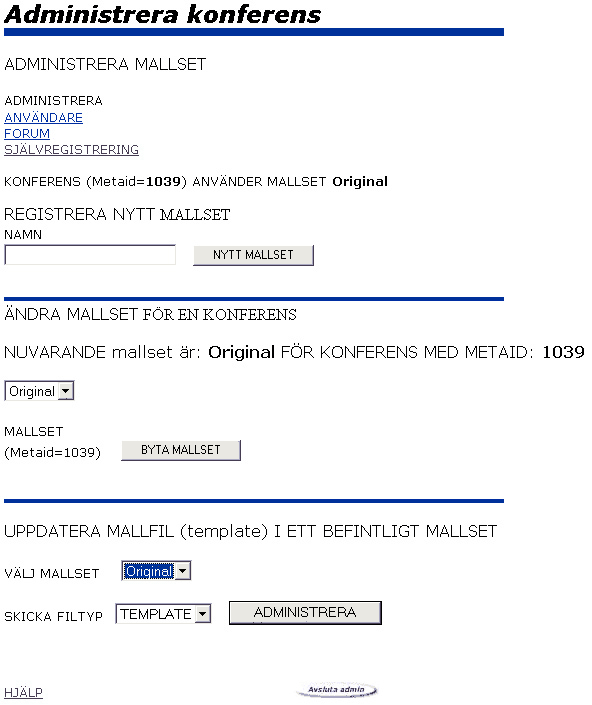 Administrera konferens
ADMINISTRERA MALLSET
ADMINISTRERA
ANVÄNDARE
FORUM
SJÄLVREGISTRERING
KONFERENS (Metaid=1039) ANVÄNDER MALLSET Original
REGISTRERA NYTT MALLSET
NAMN
NYTT MALLSET
ÄNDRA MALLSET FÖR EN KONFERENS
NUVARANDE mallset är: Original FÖR KONFERENS MED METAID: 1039
Original
MALLSET
(Metaid=1039) BYTA MALLSET
UPPDATERA MALLFIL (template) I ETT BEFINTLIGT MALLSET
VÄLJ MALLSET Original
SKICKA FILTYP TEMPLATE ADMINISTRERA
HJÄLP Avsluta admin